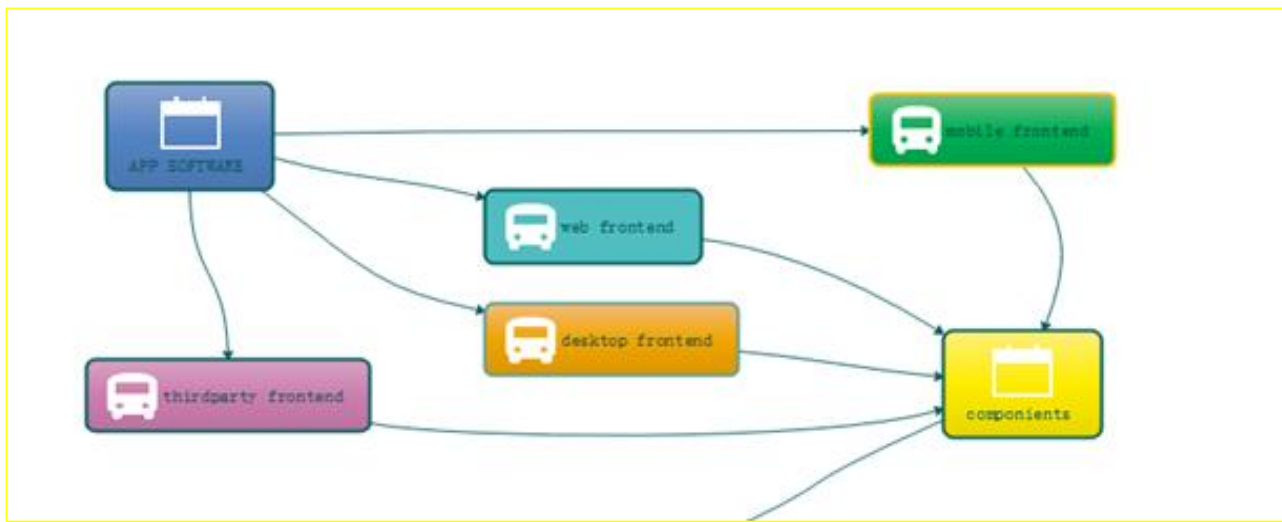 APP SOFTWARE
mobile frontend
web frontend
desktop frontend
thirdparty frontend
componients